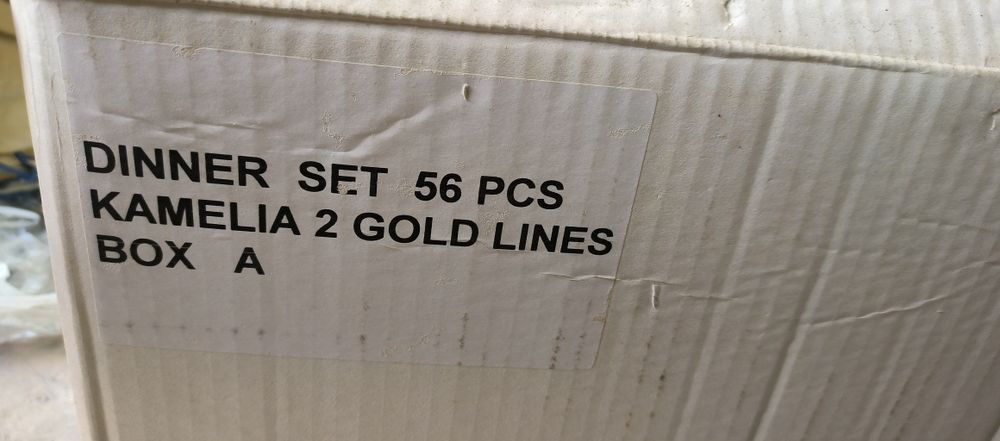 DINNER SET 56 PCS
KAMELIA 2 GOLD LINES
BOX A